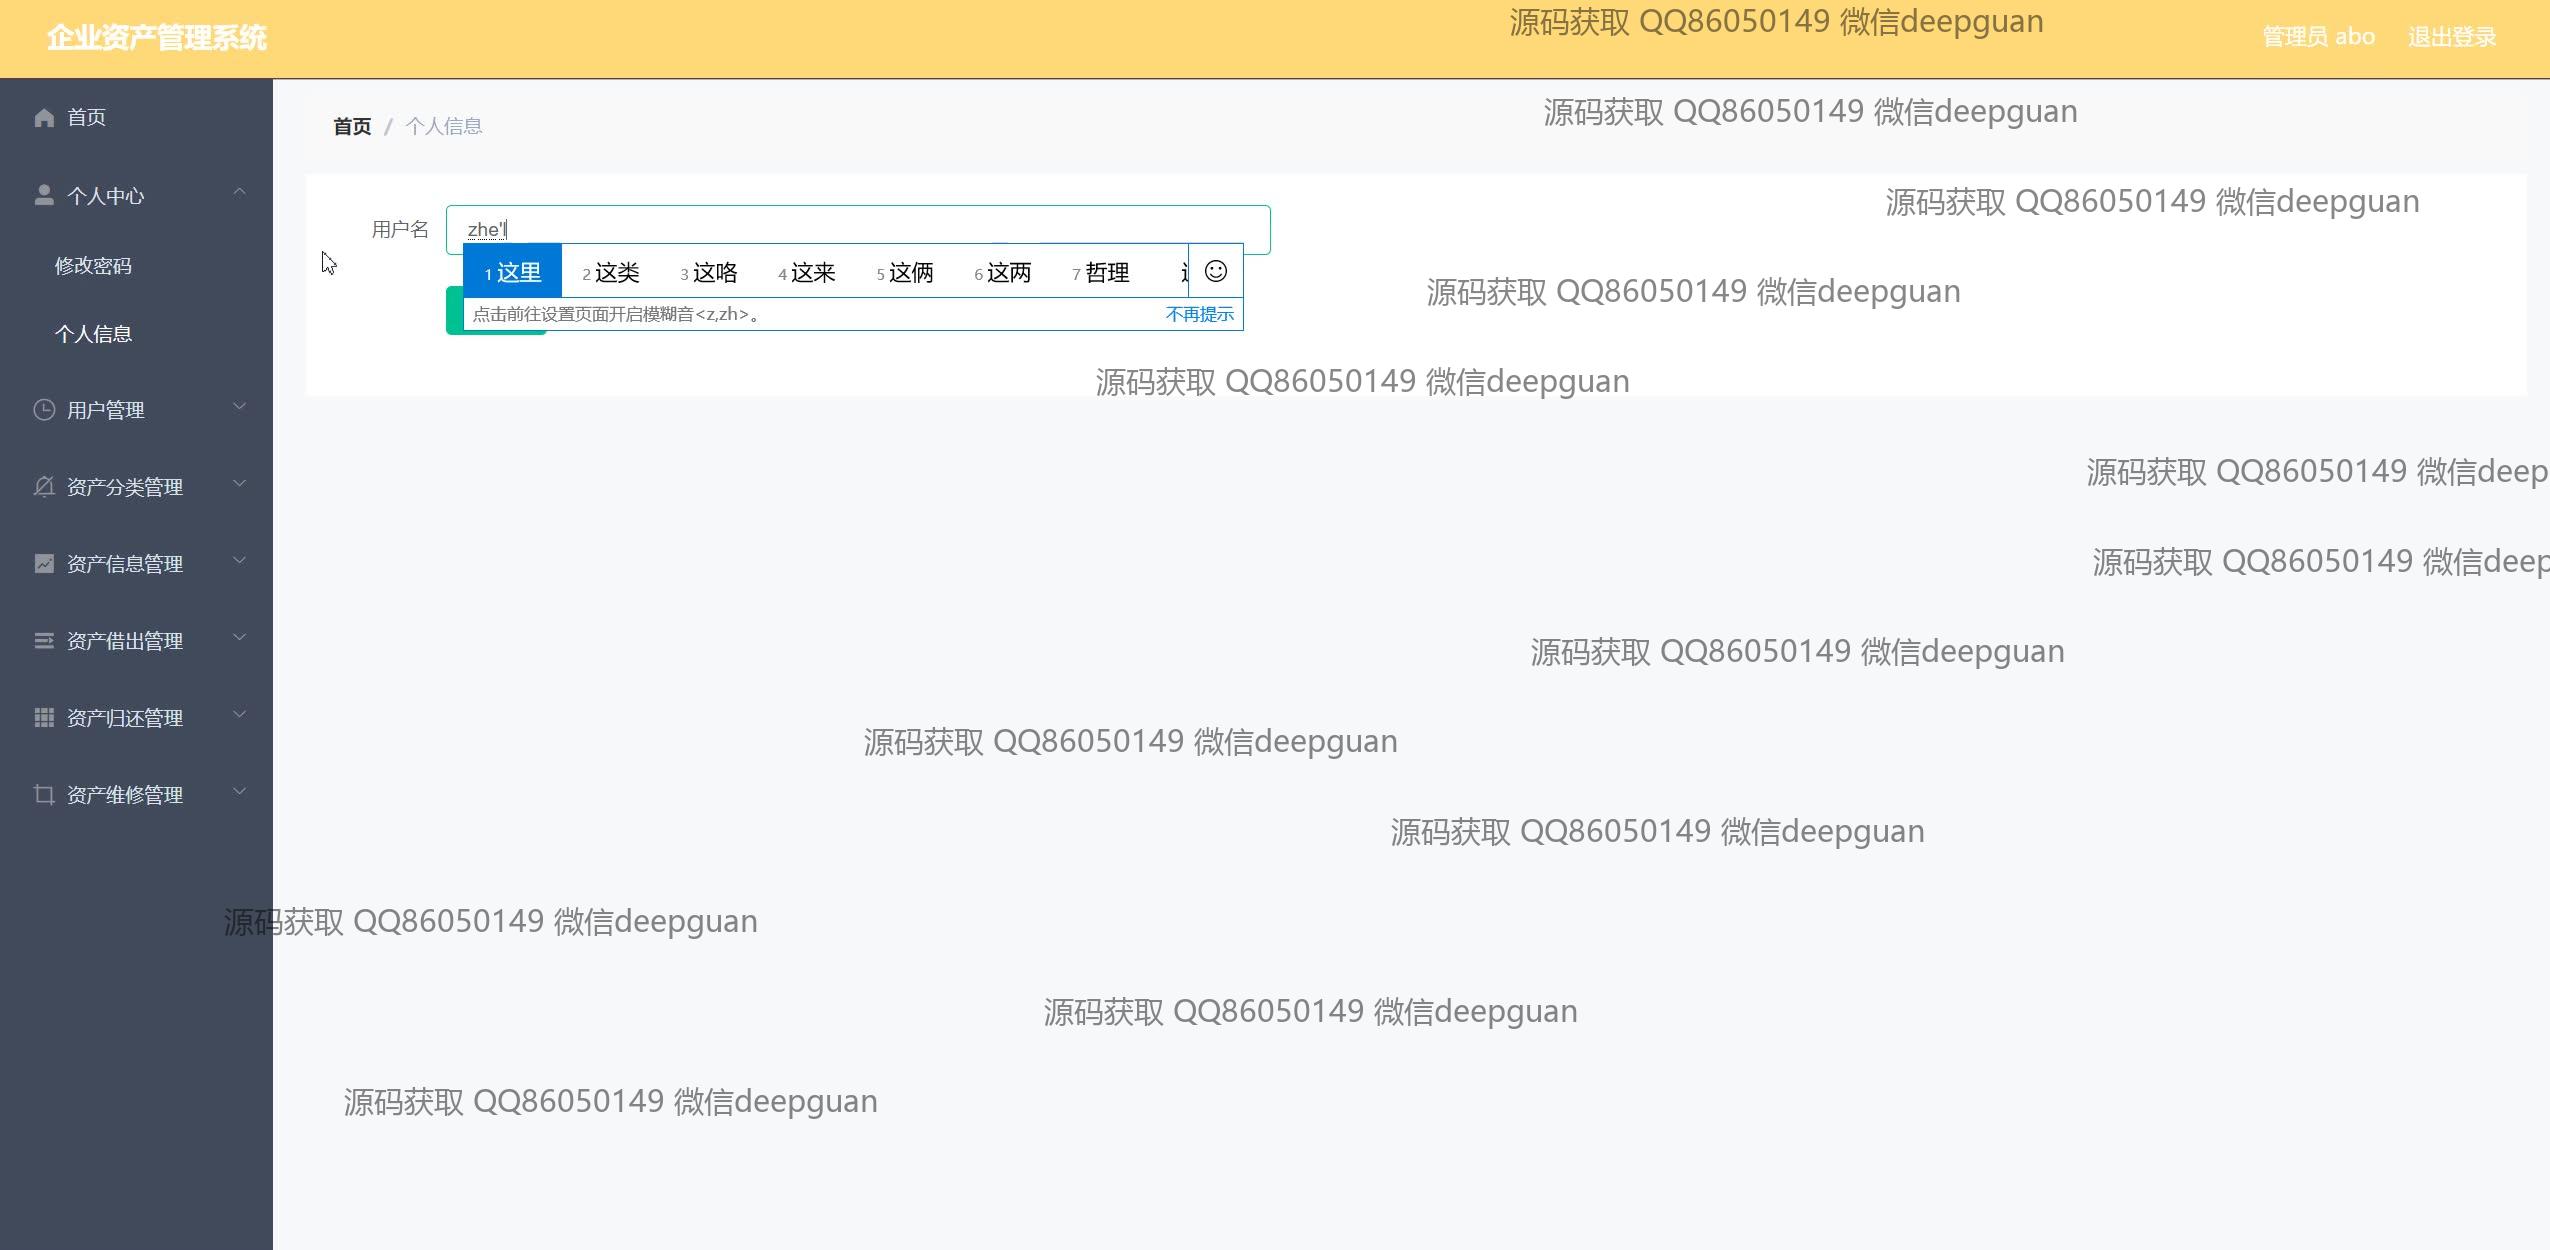 企业资产管理系统
源码获取 QQ86050149 微信deepguan
管理员 abo 退出登录
首页
首页 / 个人信息
源码获取 QQ86050149 微信deepguan
个人中心
源码获取 QQ86050149 微信deepguan
用户名 zhe'l
修改密码
1 这里 2 这类 3 这咯 4 这来 5 这俩 6 这两 7 哲理
源码获取 QQ86050149 微信deepguan
点击前往设置页面开启模糊音<z,zh>。 不再提示
个人信息
源码获取 QQ86050149 微信deepguan
用户管理
源码获取 QQ86050149 微信deep
资产分类管理
源码获取 QQ86050149 微信deep
资产信息管理
资产借出管理
源码获取 QQ86050149 微信deepguan
资产归还管理
源码获取 QQ86050149 微信deepguan
资产维修管理
源码获取 QQ86050149 微信deepguan
源码获取 QQ86050149 微信deepguan
源码获取 QQ86050149 微信deepguan
源码获取 QQ86050149 微信deepguan